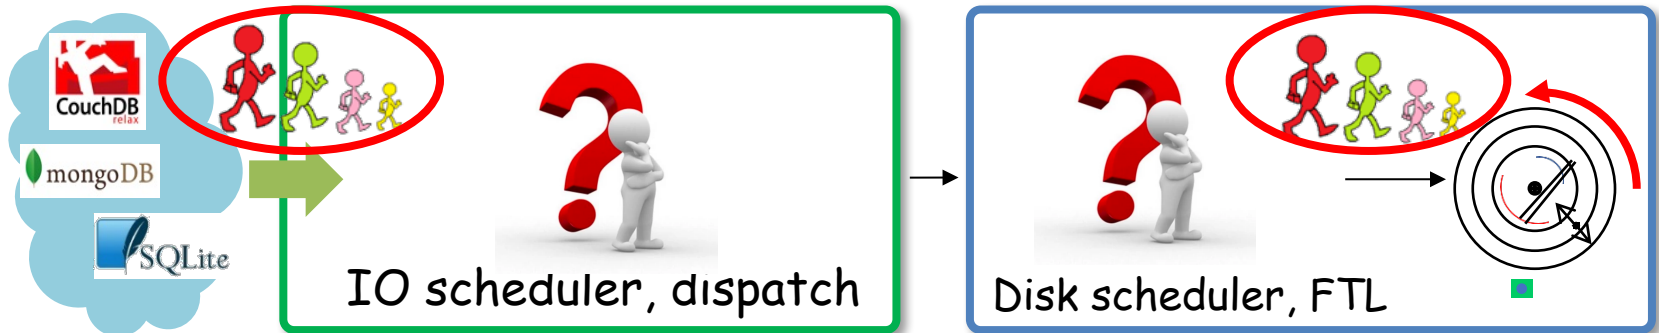 CouchDB
relax
mongoDB
SQLite
IO scheduler, dispatch
Disk scheduler, FTL